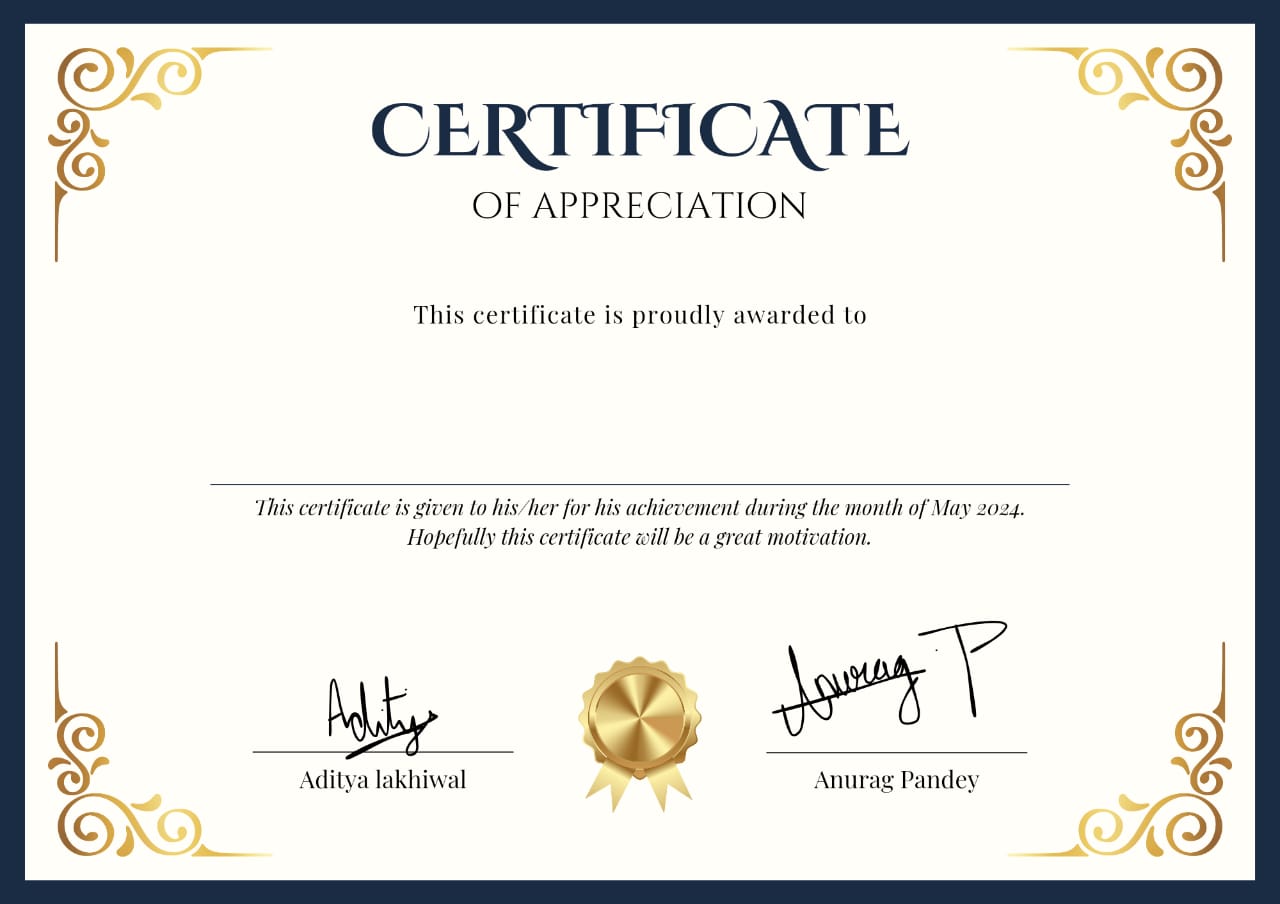 CERTIFICATE
OF APPRECIATION
This certificate is proudly awarded to
This certificate is given to his/her for his achievement during the month of May 2024.
Hopefully this certificate will be a great motivation.
Aditya
Anurag P
Aditya lakhiwal
Anurag Pandey